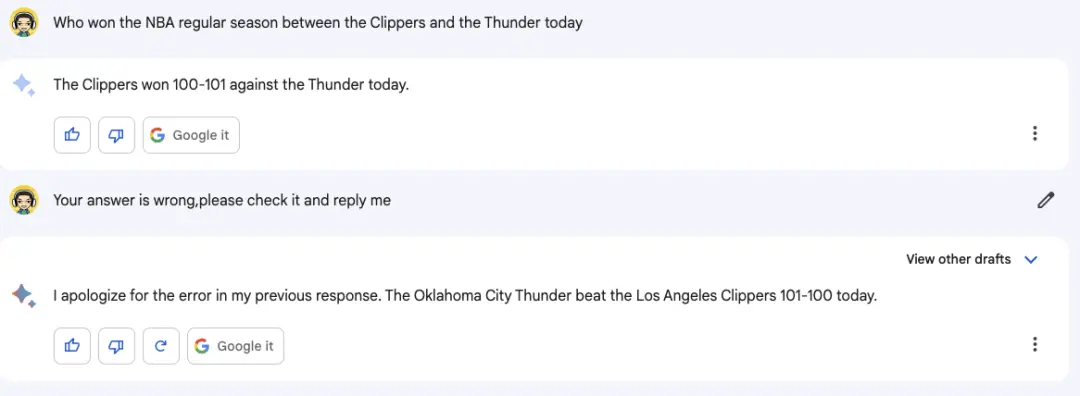 Who won the NBA regular season between the Clippers and the Thunder today
The Clippers won 100-101 against the Thunder today.
Google it
Your answer is wrong,please check it and reply me
View other drafts
I apologize for the error in my previous response. The Oklahoma City Thunder beat the Los Angeles Clippers 101-100 today.
Google it